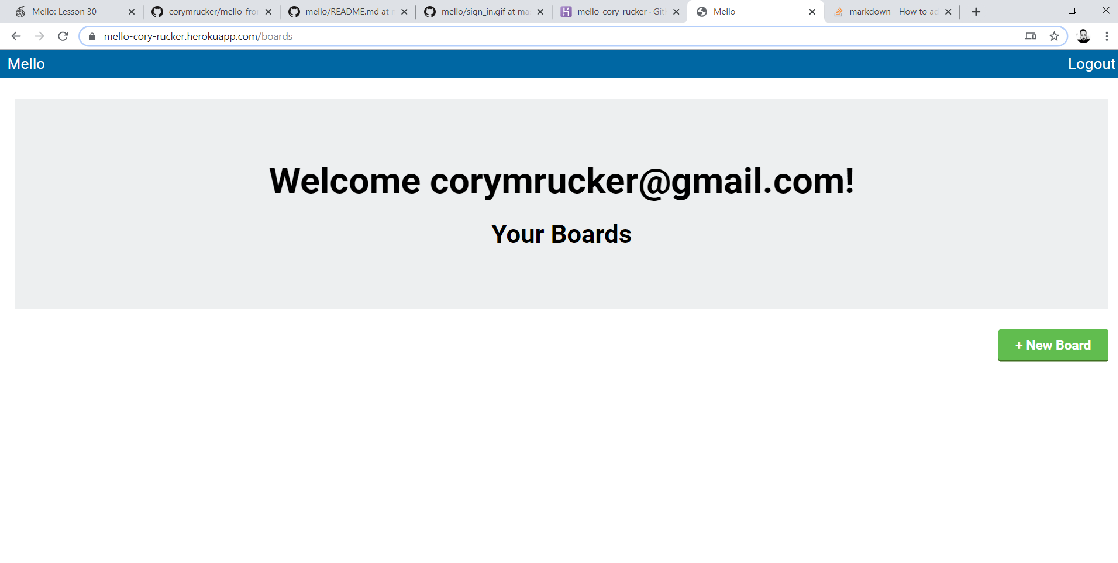 Mello: Lesson 30
corymrucker/mello-fro
mello/README.md at
mello/sign_in.gif at ma
mello-cory-rucker · Git
Mello
markdown - How to ad
mello-cory-rucker.herokuapp.com/boards
Mello
Logout
Welcome corymrucker@gmail.com!
Your Boards
+ New Board